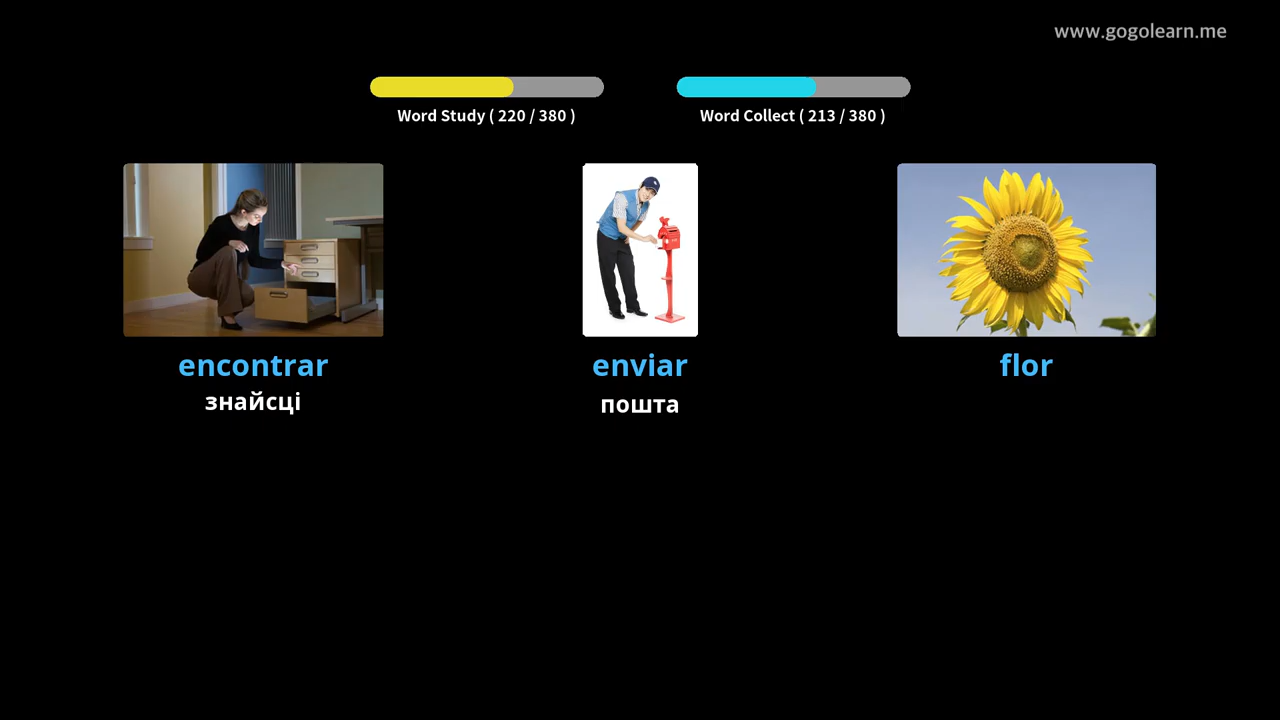 www.gogolearn.me
Word Study ( 220 / 380 )
Word Collect ( 213 / 380 )
encontrar
знайсці
enviar
пошта
flor